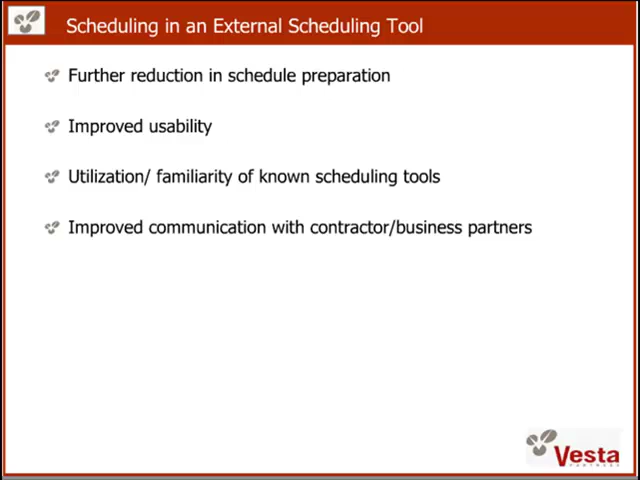 Scheduling in an External Scheduling Tool
Further reduction in schedule preparation
Improved usability
Utilization/ familiarity of known scheduling tools
Improved communication with contractor/business partners
Vesta
PARTNERS